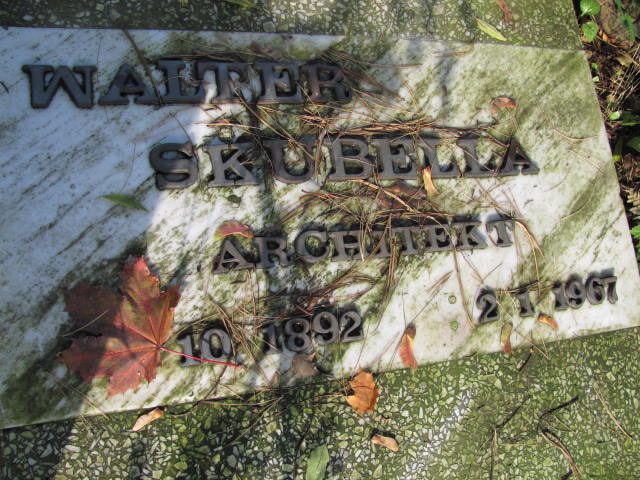 WALTER
SKUBELLA
ARCHITEKT
10. 1892 2 1. 1967